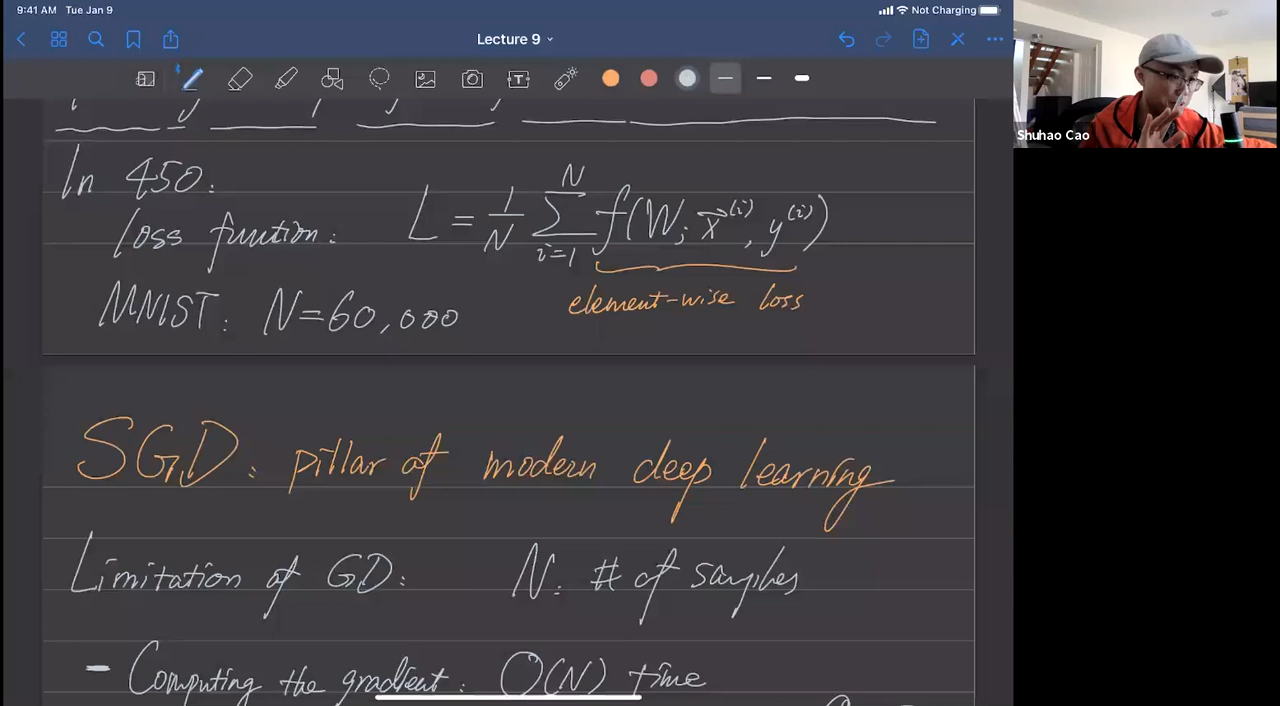 9:41 AM Tue Jan 9
Not Charging
Lecture 9
Shuhao Cao
In 450:
loss function: L = 1/N ∑_{i=1}^{N} f(W; x⃗^{(i)}, y^{(i)})
element-wise loss
MNIST: N=60,000
SGD: pillar of modern deep learning
Limitation of GD: N: # of samples
- Computing the gradient: O(N) time